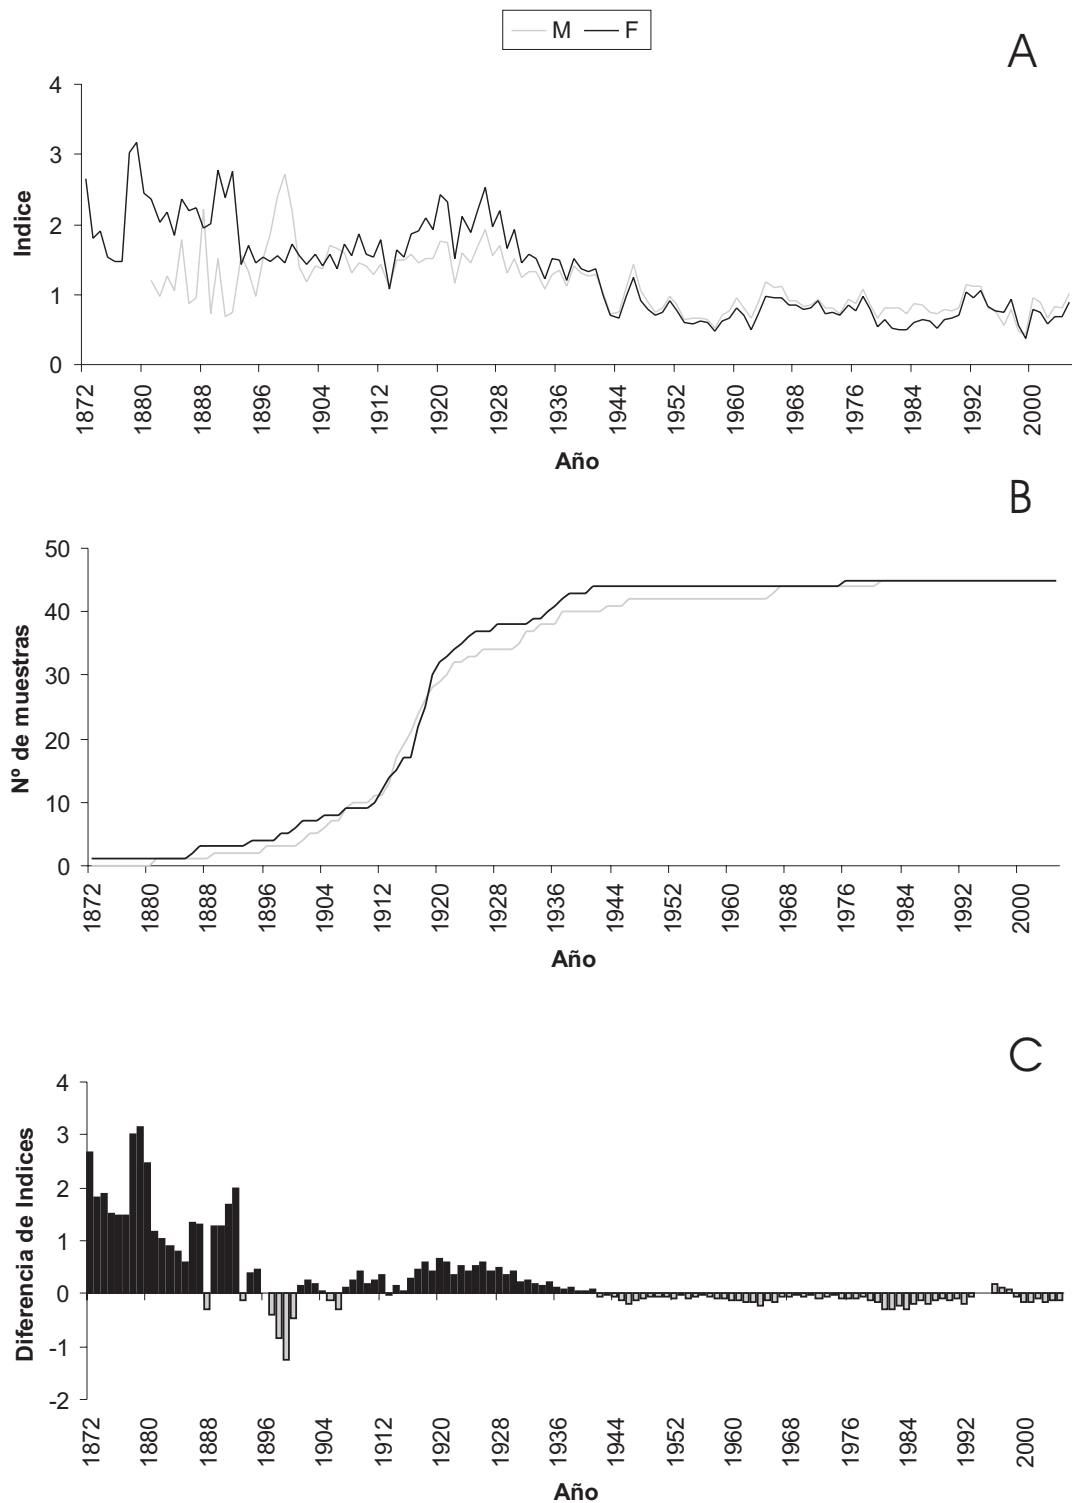 M F
A
4
3
2
1
0
Indice
1872 1880 1888 1896 1904 1912 1920 1928 1936 1944 1952 1960 1968 1976 1984 1992 2000
Año
B
50
40
30
20
10
0
Nº de muestras
1872 1880 1888 1896 1904 1912 1920 1928 1936 1944 1952 1960 1968 1976 1984 1992 2000
Año
C
4
3
2
1
0
-1
-2
Diferencia de Indices
1872 1880 1888 1896 1904 1912 1920 1928 1936 1944 1952 1960 1968 1976 1984 1992 2000
Año